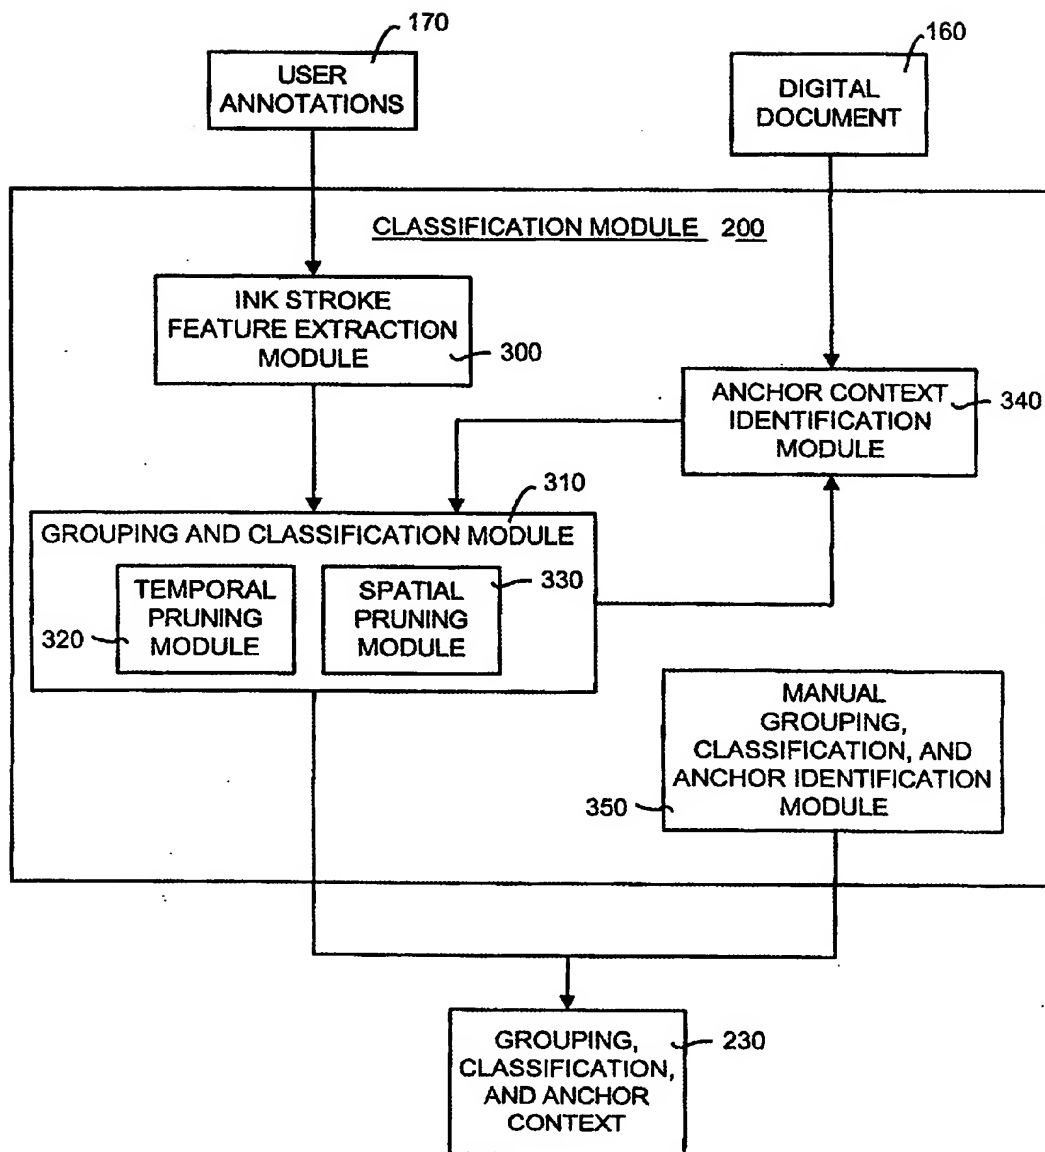 170
USER
ANNOTATIONS
160
DIGITAL
DOCUMENT
CLASSIFICATION MODULE 200
INK STROKE
FEATURE EXTRACTION
MODULE
300
ANCHOR CONTEXT
IDENTIFICATION
MODULE
340
310
GROUPING AND CLASSIFICATION MODULE
TEMPORAL
PRUNING
MODULE
320
SPATIAL
PRUNING
MODULE
330
MANUAL
GROUPING,
CLASSIFICATION, AND
ANCHOR IDENTIFICATION
MODULE
350
GROUPING,
CLASSIFICATION,
AND ANCHOR
CONTEXT
230